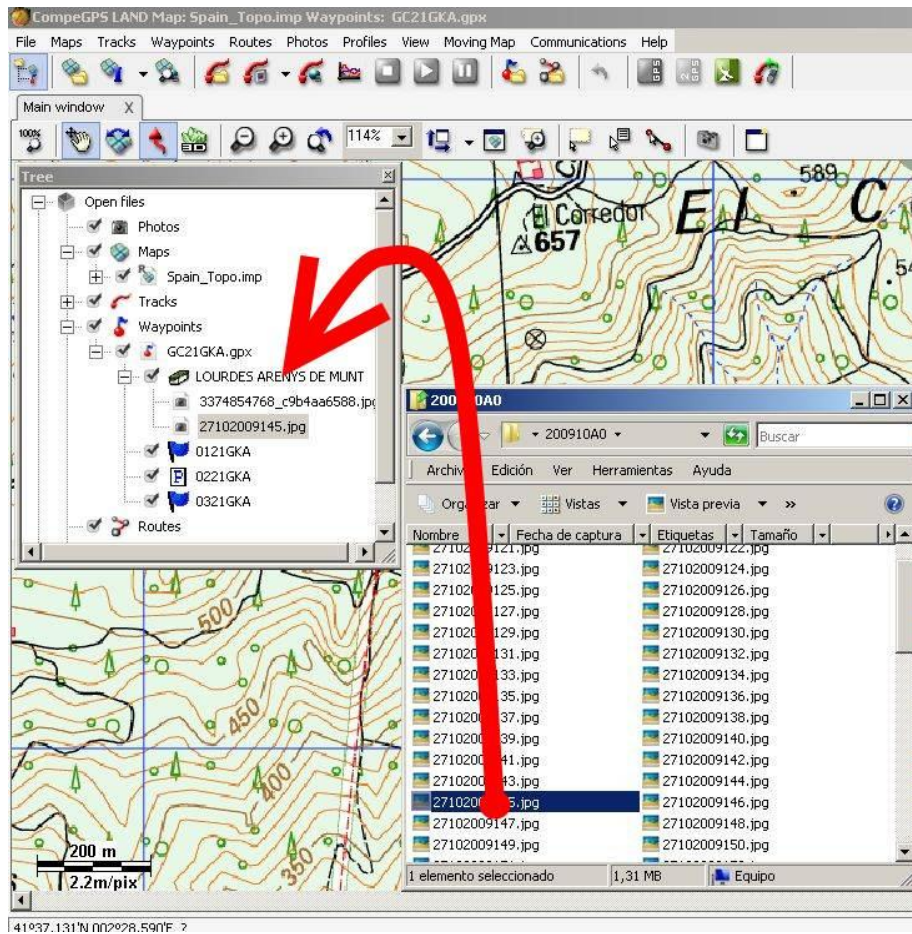 CompeGPS LAND Map: Spain_Topo.imp Waypoints: GC21GKA.gpx
File Maps Tracks Waypoints Routes Photos Profiles View Moving Map Communications Help
Main window X
100%
114%
Tree
Open files
Photos
Maps
Spain_Topo.imp
Tracks
Waypoints
GC21GKA.gpx
LOURDES ARENYS DE MUNT
3374854768_c9b4aa6588.jpg
27102009145.jpg
0121GKA
P 0221GKA
0321GKA
Routes
El Corredor
657
El C
589
500
450
400
350
200 m
2.2m/pix
200910A0
Buscar
Edición Ver Herramientas Ayuda
Vistas Vista previa »
Nombre Fecha de captura Etiquetas Tamaño
27102009122.jpg
27102009124.jpg
27102009126.jpg
27102009128.jpg
27102009130.jpg
27102009132.jpg
27102009134.jpg
27102009136.jpg
27102009138.jpg
27102009140.jpg
27102009142.jpg
27102009144.jpg
27102009146.jpg
27102009147.jpg 27102009148.jpg
27102009149.jpg 27102009150.jpg
1 elemento seleccionado 1,31 MB Equipo
41º37.131'N 002º28.590'E ?